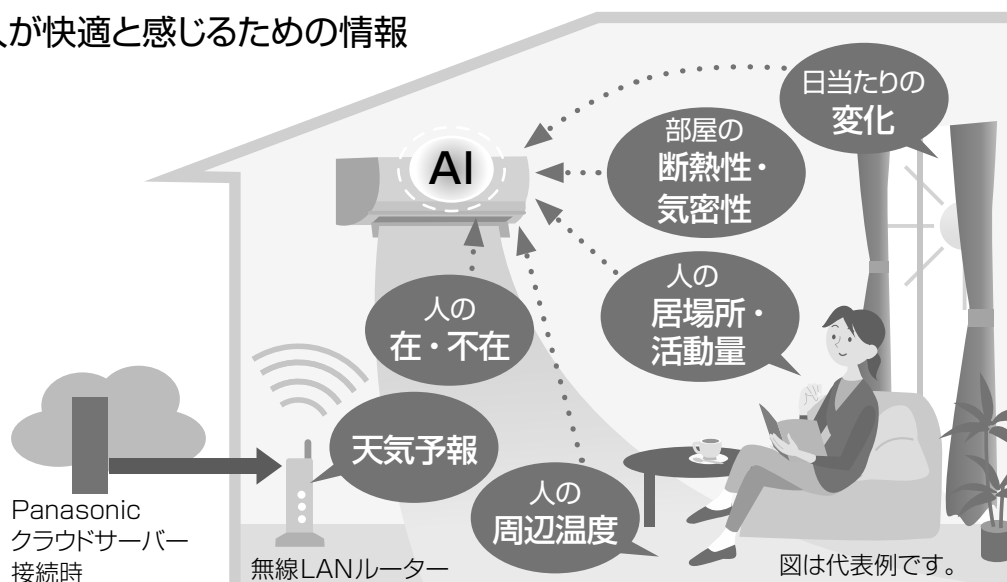 人が快適と感じるための情報
日当たりの
変化
AI
部屋の
断熱性・
気密性
人の
居場所・
活動量
人の
在・不在
天気予報
人の
周辺温度
Panasonic
クラウドサーバー
接続時
無線LANルーター
図は代表例です。